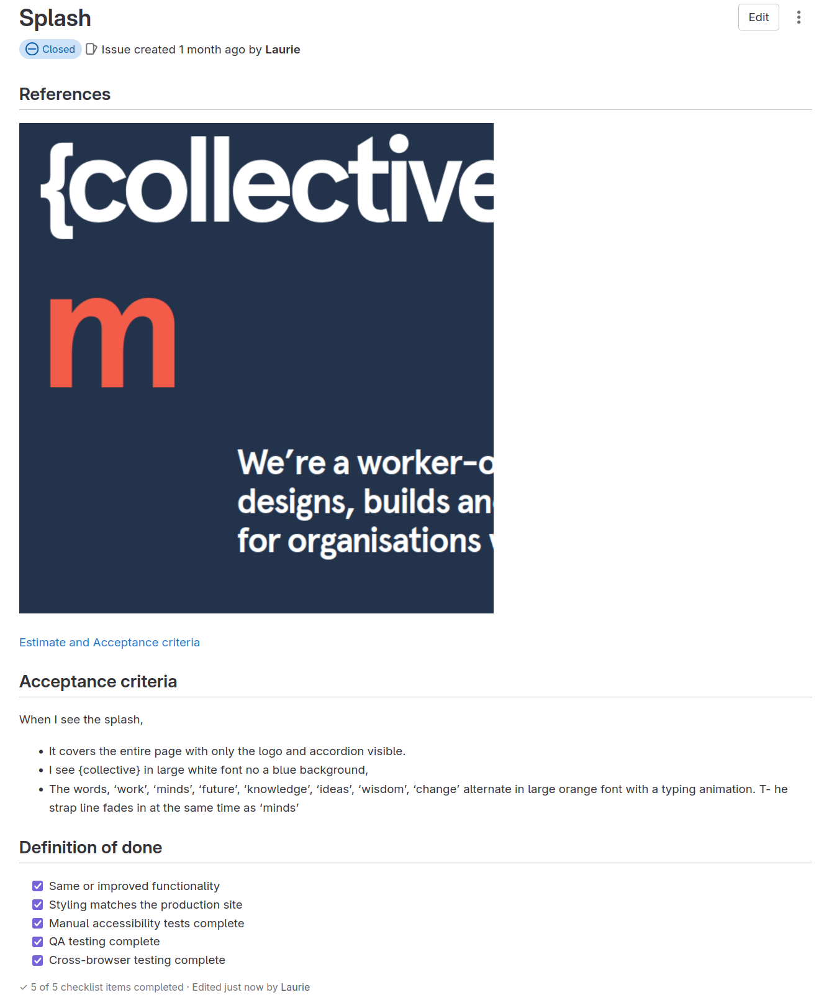 Splash
Edit
Closed Issue created 1 month ago by Laurie
References
{collective
m
We’re a worker-o
designs, builds an
for organisations
Estimate and Acceptance criteria
Acceptance criteria
When I see the splash,
• It covers the entire page with only the logo and accordion visible.
• I see {collective} in large white font no a blue background,
• The words, ‘work’, ‘minds’, ‘future’, ‘knowledge’, ‘ideas’, ‘wisdom’, ‘change’ alternate in large orange font with a typing animation. T- he
strap line fades in at the same time as ‘minds’
Definition of done
Same or improved functionality
Styling matches the production site
Manual accessibility tests complete
QA testing complete
Cross-browser testing complete
✓ 5 of 5 checklist items completed · Edited just now by Laurie